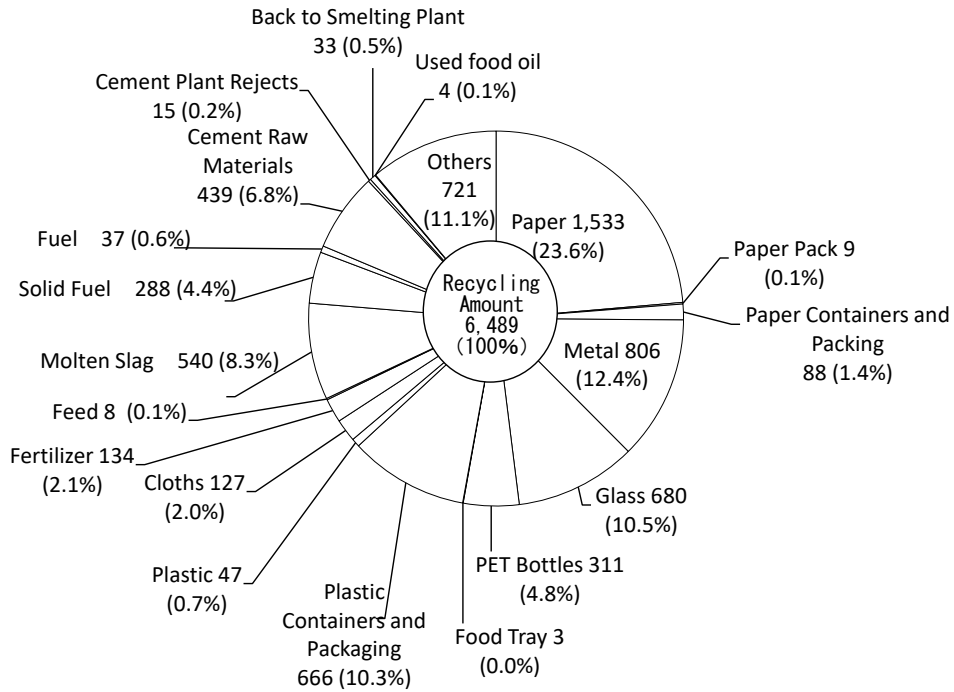 Back to Smelting Plant
33 (0.5%)
Used food oil
4 (0.1%)
Cement Plant Rejects
15 (0.2%)
Cement Raw
Materials
439 (6.8%)
Others
721
(11.1%)
Paper 1,533
(23.6%)
Fuel 37 (0.6%)
Paper Pack 9
(0.1%)
Solid Fuel 288 (4.4%)
Recycling
Amount
6,489
(100%)
Paper Containers and
Packing
88 (1.4%)
Metal 806
(12.4%)
Molten Slag 540 (8.3%)
Feed 8 (0.1%)
Fertilizer 134
(2.1%)
Cloths 127
(2.0%)
Glass 680
(10.5%)
PET Bottles 311
(4.8%)
Plastic 47
(0.7%)
Plastic
Containers and
Packaging
666 (10.3%)
Food Tray 3
(0.0%)